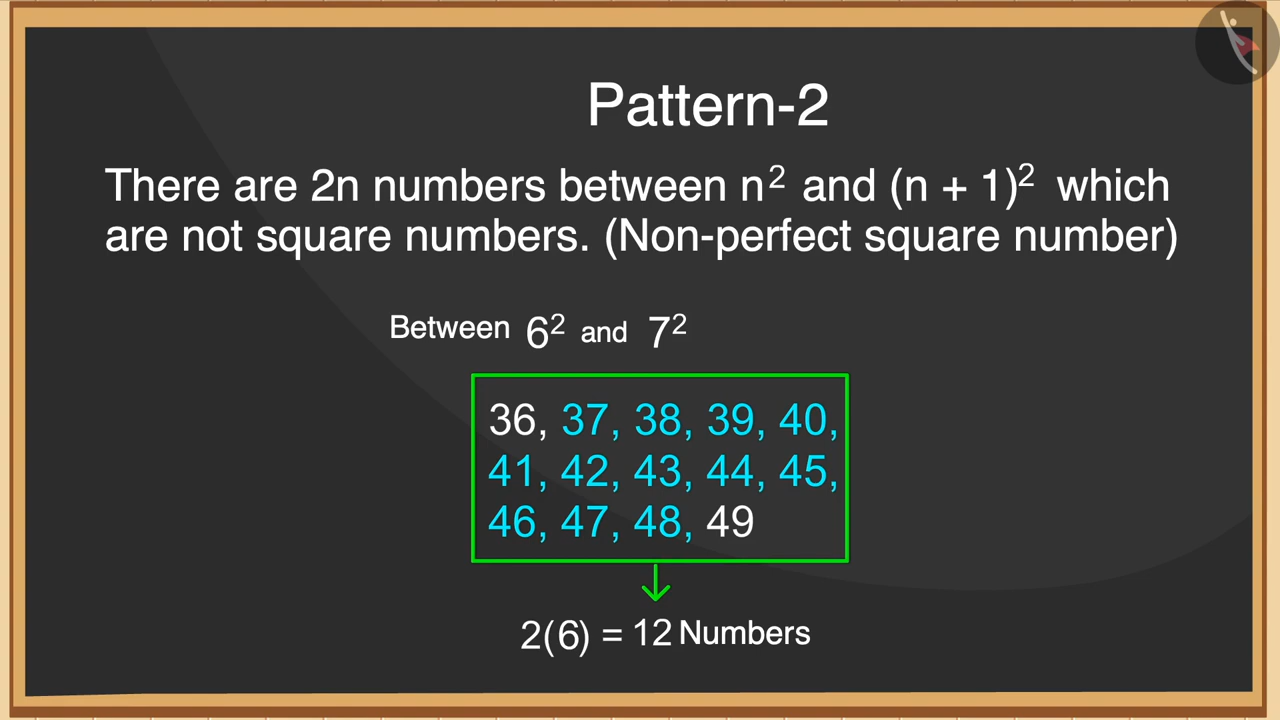 Pattern-2
There are 2n numbers between n² and (n + 1)² which
are not square numbers. (Non-perfect square number)
Between 6² and 7²
36, 37, 38, 39, 40,
41, 42, 43, 44, 45,
46, 47, 48, 49
2(6) = 12 Numbers